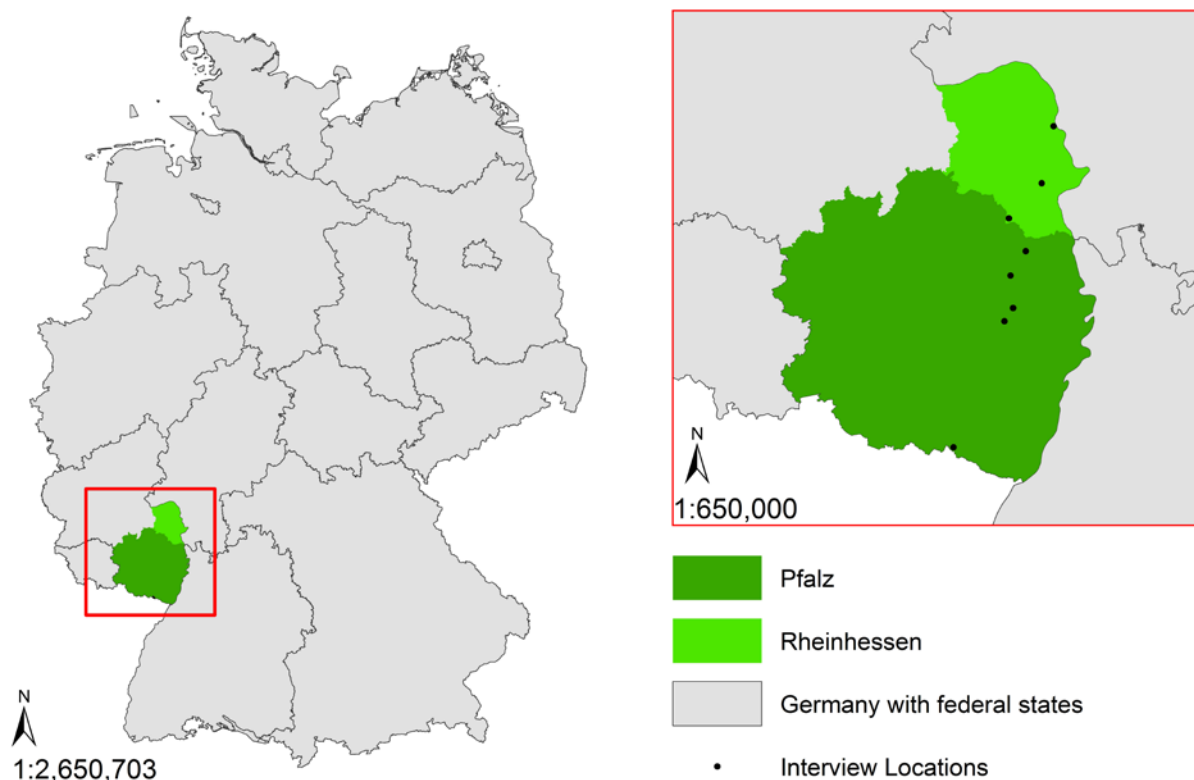 N
1:2,650,703
N
1:650,000
Pfalz
Rheinhessen
Germany with federal states
Interview Locations